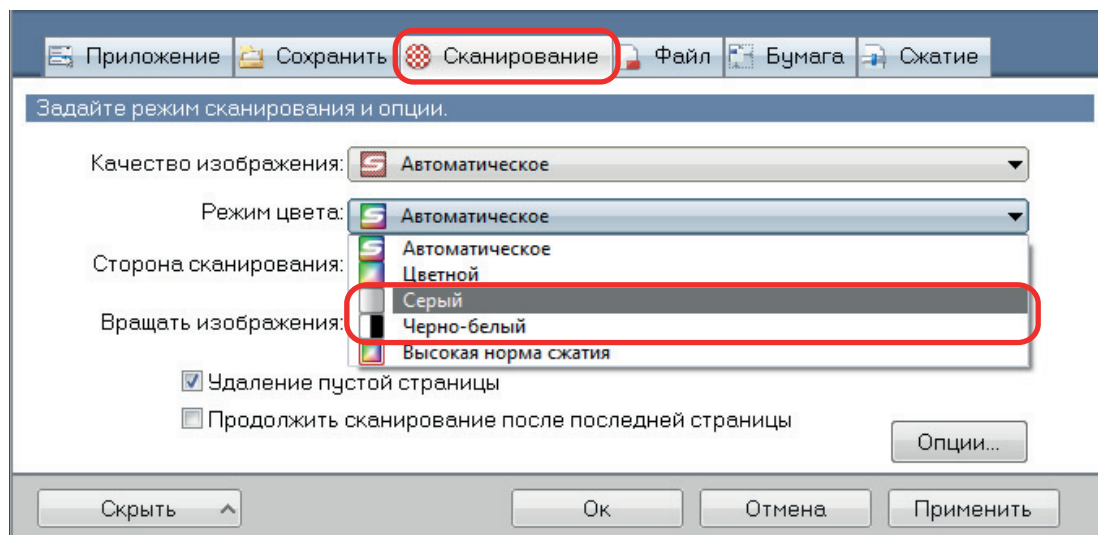 Приложение Сохранить Сканирование Файл Бумага Сжатие
Задайте режим сканирования и опции.
Качество изображения: Автоматическое
Режим цвета: Автоматическое
Автоматическое
Сторона сканирования:
Цветной
Серый
Вращать изображения:
Черно-белый
Высокая норма сжатия
Удаление пустой страницы
Продолжить сканирование после последней страницы
Опции...
Скрыть Ок Отмена Применить